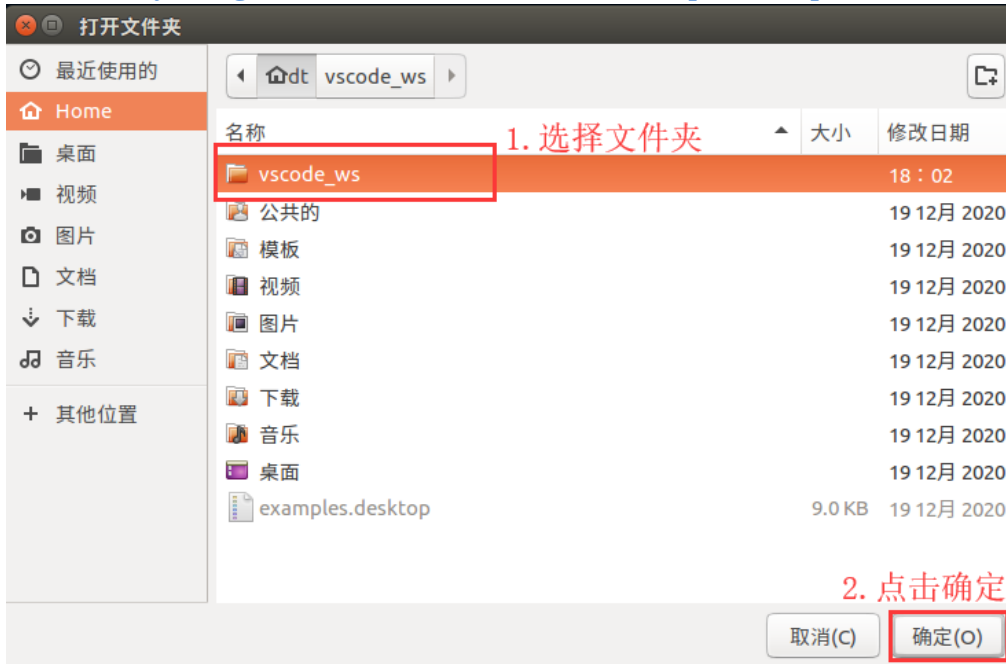 打开文件夹
最近使用的
Home
桌面
视频
图片
文档
下载
音乐
其他位置
dt vscode_ws
名称 大小 修改日期
1.选择文件夹
vscode_ws 18：02
公共的 19 12月 2020
模板 19 12月 2020
视频 19 12月 2020
图片 19 12月 2020
文档 19 12月 2020
下载 19 12月 2020
音乐 19 12月 2020
桌面 19 12月 2020
examples.desktop 9.0 KB 19 12月 2020
2.点击确定
取消(C) 确定(O)